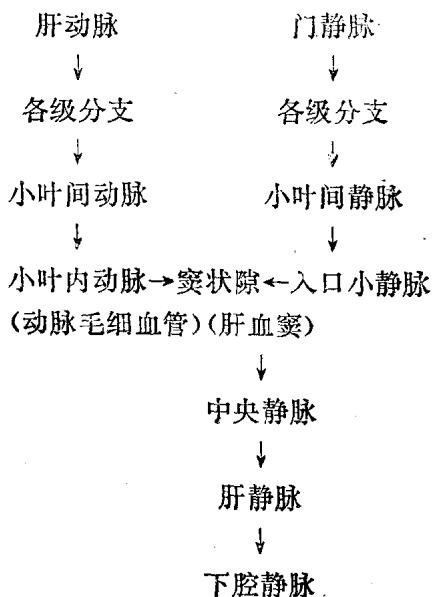 肝动脉 门静脉
↓ ↓
各级分支 各级分支
↓ ↓
小叶间动脉 小叶间静脉
↓ ↓
小叶内动脉→窦状隙←入口小静脉
(动脉毛细血管)(肝血窦)
↓
中央静脉
↓
肝静脉
↓
下腔静脉